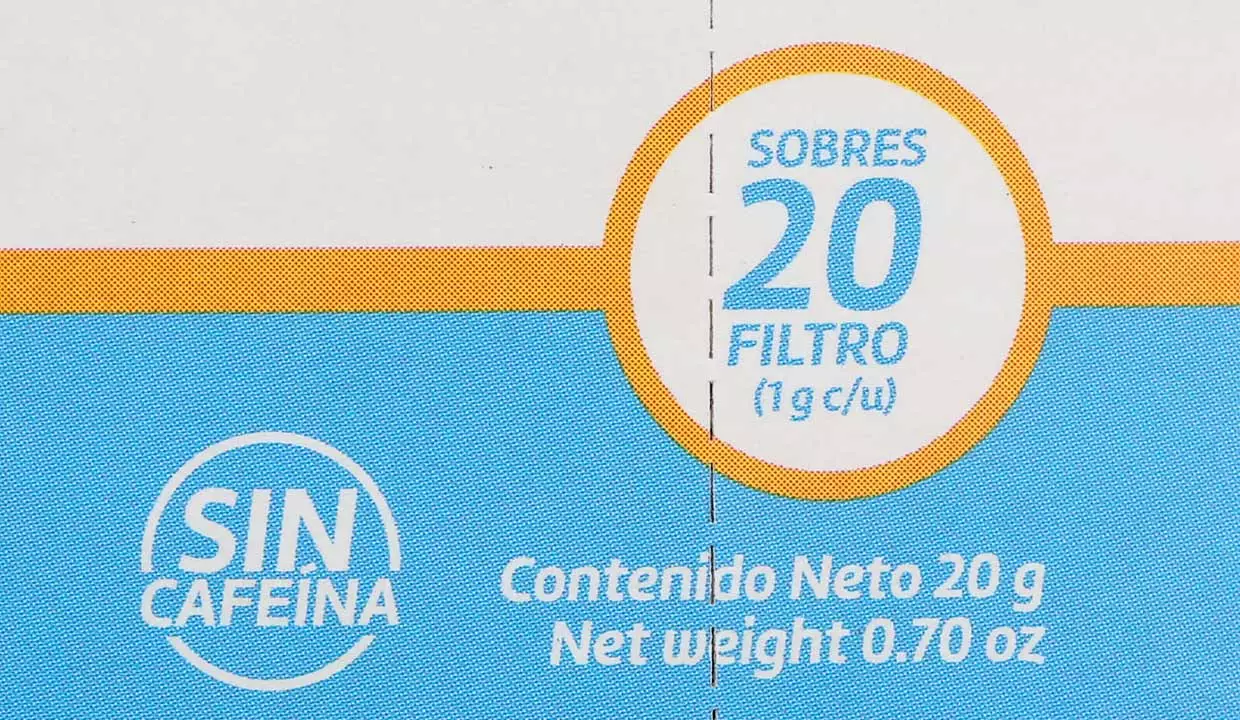 SOBRES
20
FILTRO
(1 g c/u)
SIN
CAFEÍNA
Contenido Neto 20 g
Net weight 0.70 oz